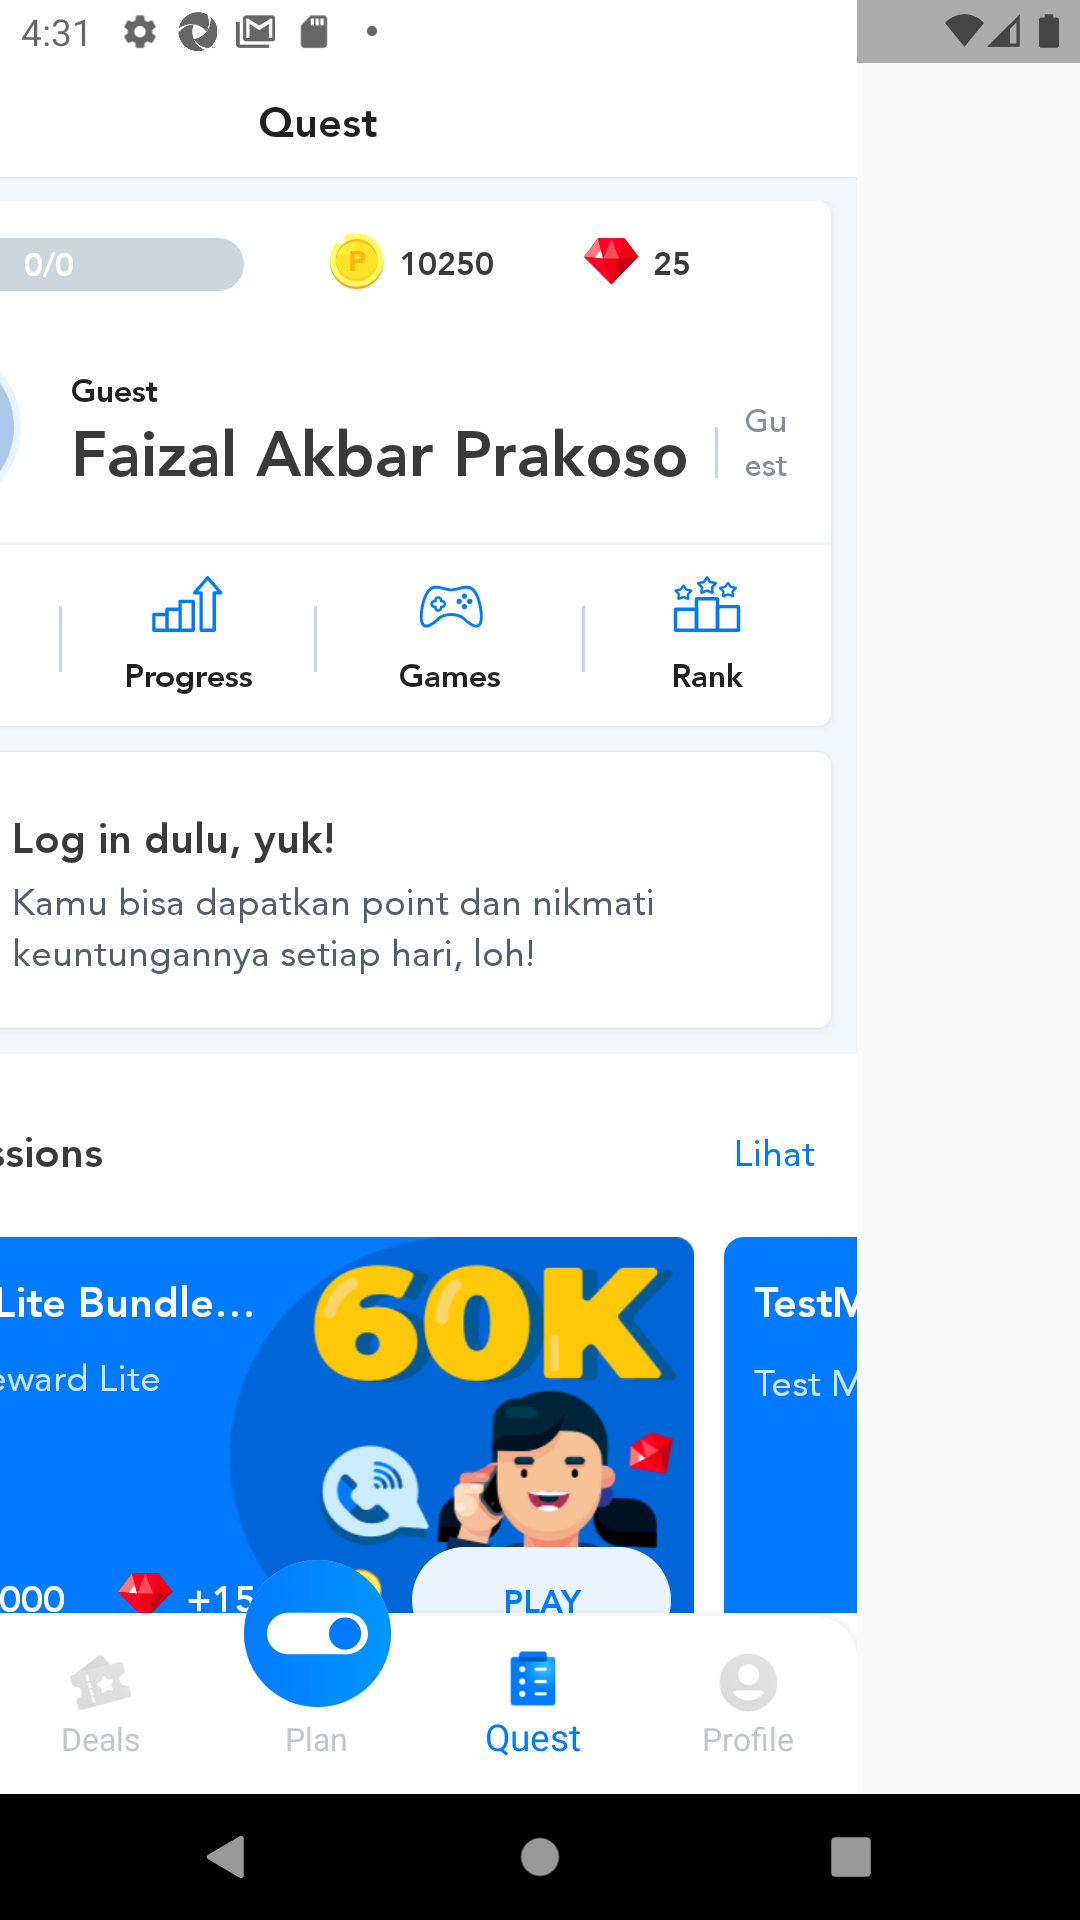 4:31
Quest
0/0
P
10250
25
Guest
Faizal Akbar Prakoso
Gu
est
Progress
Games
Rank
Log in dulu, yuk!
Kamu bisa dapatkan point dan nikmati
keuntungannya setiap hari, loh!
ssions
Lihat
Lite Bundle...
60K
TestM
eward Lite
Test M
000
+15
PLAY
Deals
Plan
Quest
Profile